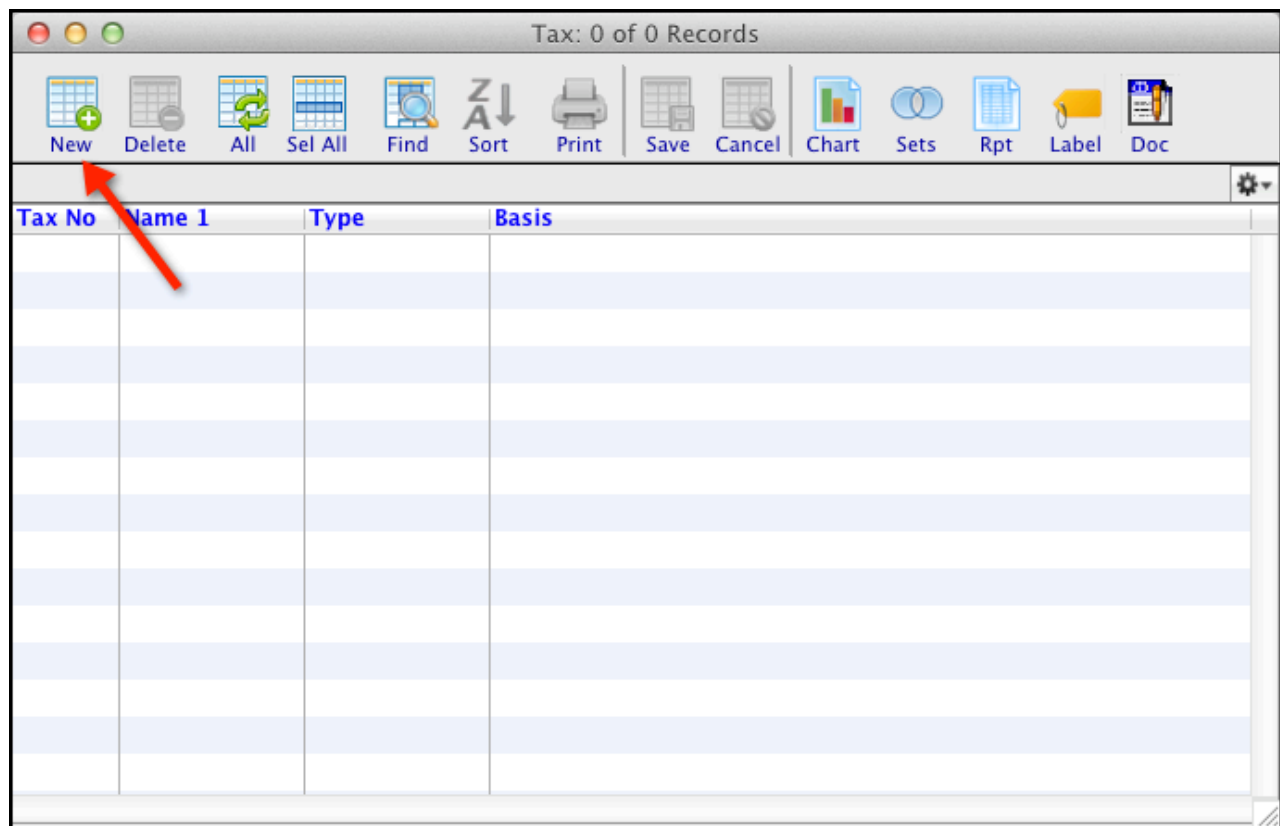 Tax: 0 of 0 Records
Z
A
New Delete All Sel All Find Sort Print Save Cancel Chart Sets Rpt Label Doc
Tax No Name 1 Type Basis